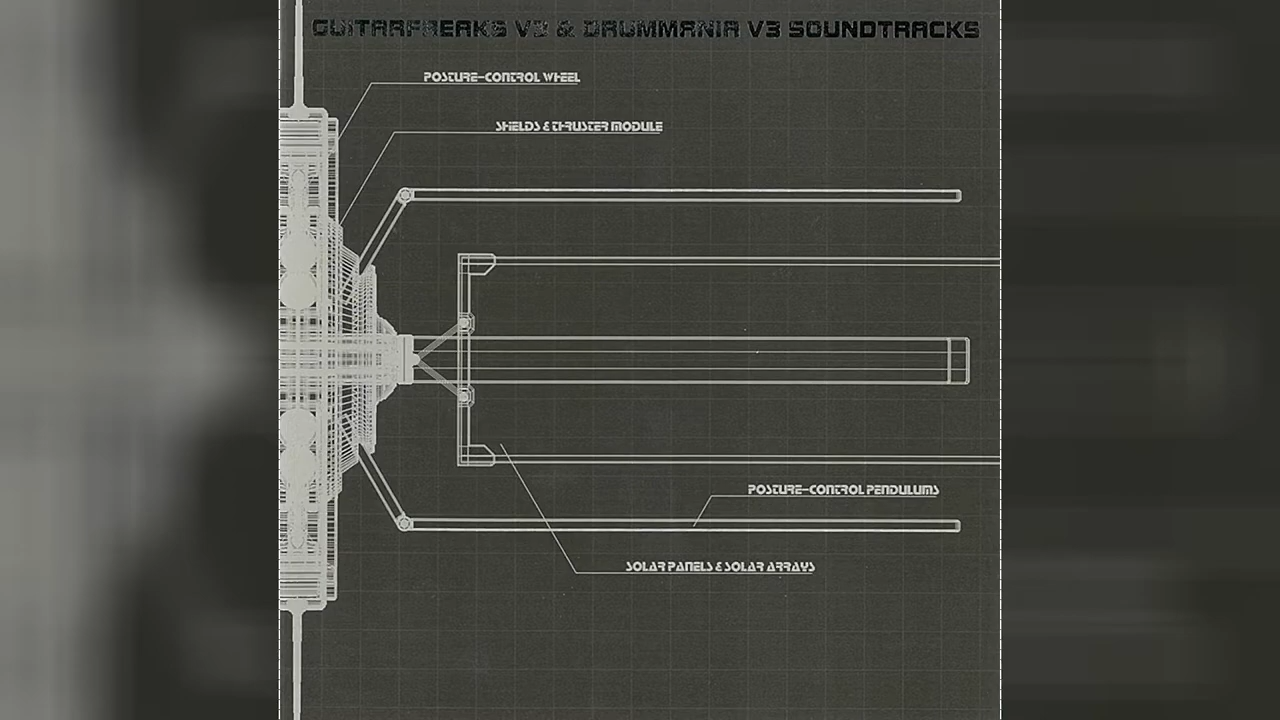 GUITARFREAKS V3 & DRUMMANIA V3 SOUNDTRACKS
POSTURE-CONTROL WHEEL
SHIELDS & THRUSTER MODULE
POSTURE-CONTROL PENDULUMS
SOLAR PANELS & SOLAR ARRAYS